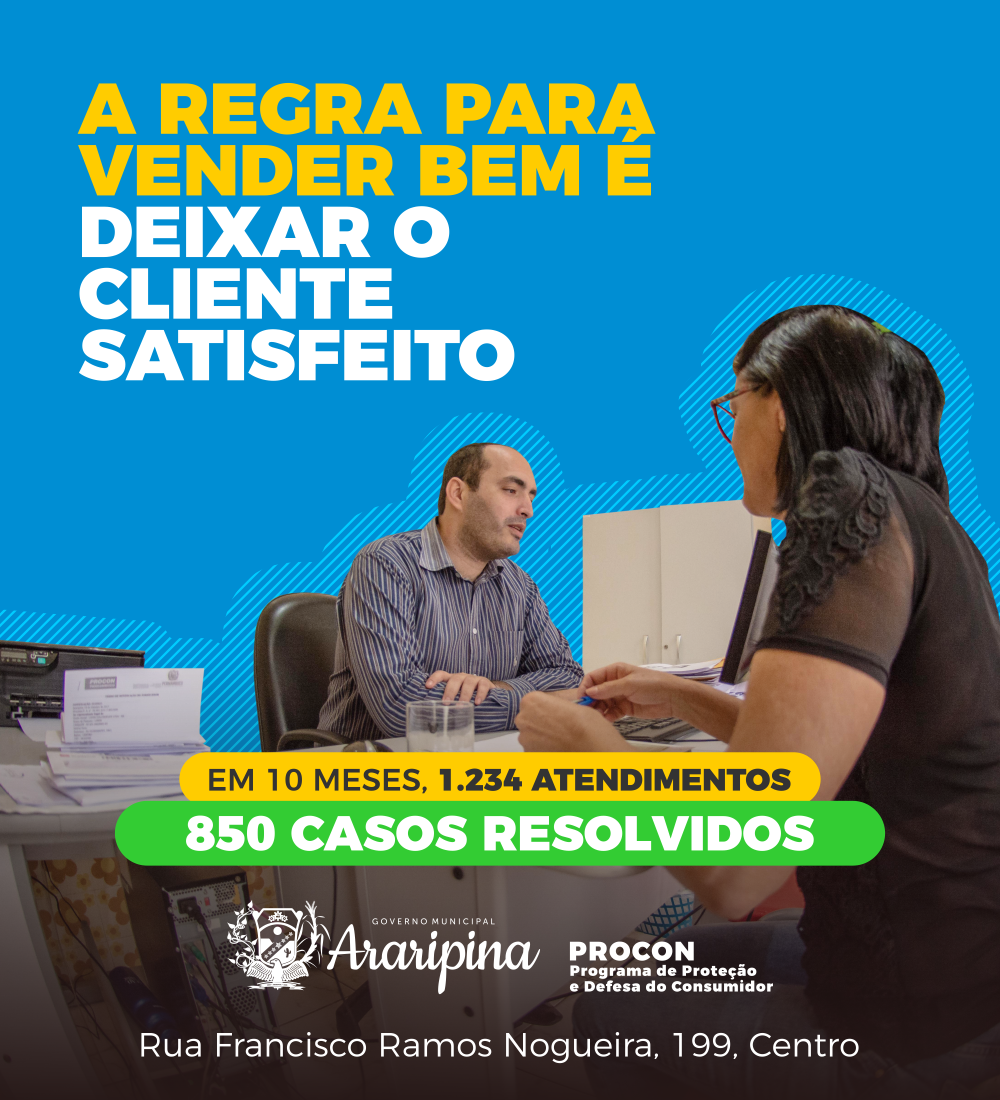 A REGRA PARA
VENDER BEM É
DEIXAR O
CLIENTE
SATISFEITO
PROCON
EM 10 MESES, 1.234 ATENDIMENTOS
850 CASOS RESOLVIDOS
GOVERNO MUNICIPAL
Araripina
PROCON
Programa de Proteção
e Defesa do Consumidor
Rua Francisco Ramos Nogueira, 199, Centro